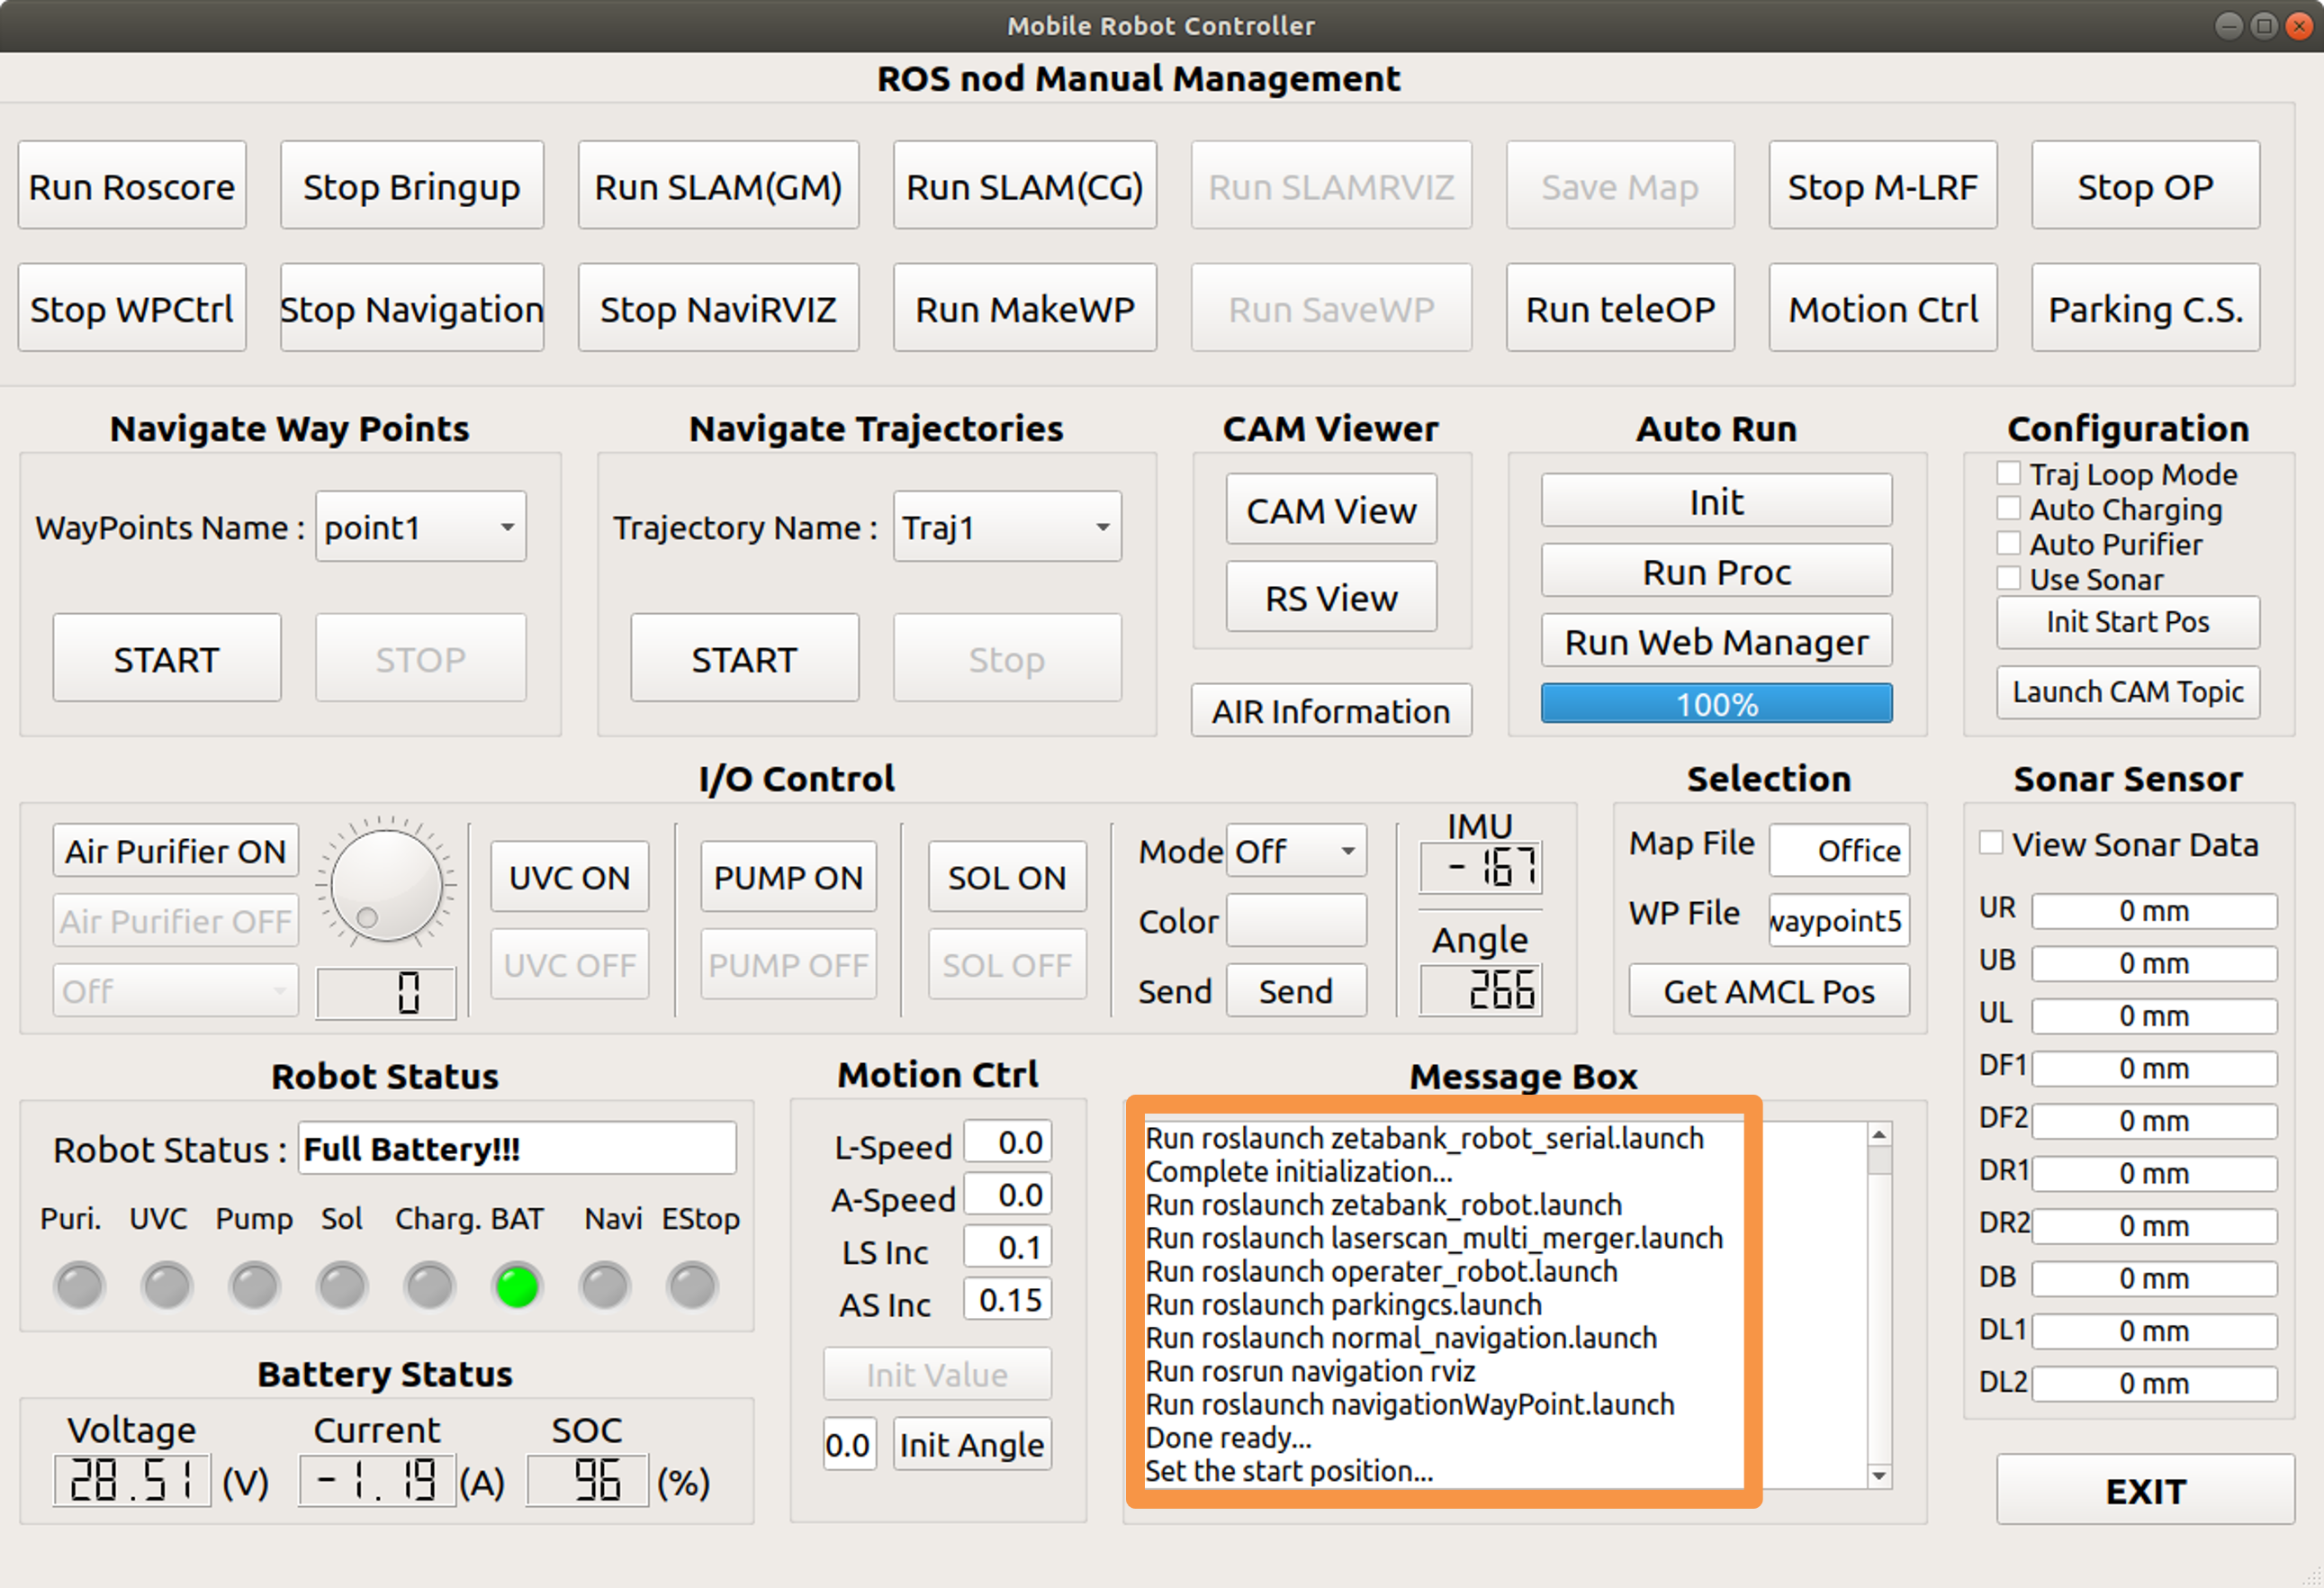 Mobile Robot Controller
ROS nod Manual Management
Run Roscore Stop Bringup Run SLAM(GM) Run SLAM(CG) Run SLAMRVIZ Save Map Stop M-LRF Stop OP
Stop WPCtrl Stop Navigation Stop NaviRVIZ Run MakeWP Run SaveWP Run teleOP Motion Ctrl Parking C.S.
Navigate Way Points
WayPoints Name : point1
START STOP
Navigate Trajectories
Trajectory Name : Traj1
START Stop
CAM Viewer
CAM View
RS View
AIR Information
Auto Run
Init
Run Proc
Run Web Manager
100%
Configuration
Traj Loop Mode
Auto Charging
Auto Purifier
Use Sonar
Init Start Pos
Launch CAM Topic
I/O Control
Air Purifier ON
Air Purifier OFF
Off
0
UVC ON
UVC OFF
PUMP ON
PUMP OFF
SOL ON
SOL OFF
Mode Off
Color
Send Send
IMU
-167
Angle
266
Selection
Map File Office
WP File waypoint5
Get AMCL Pos
Sonar Sensor
View Sonar Data
UR 0 mm
UB 0 mm
UL 0 mm
DF1 0 mm
DF2 0 mm
DR1 0 mm
DR2 0 mm
DB 0 mm
DL1 0 mm
DL2 0 mm
Robot Status
Robot Status : Full Battery!!!
Puri. UVC Pump Sol Charg. BAT Navi EStop
Battery Status
Voltage Current SOC
28.51 (V) -1.19 (A) 96 (%)
Motion Ctrl
L-Speed 0.0
A-Speed 0.0
LS Inc 0.1
AS Inc 0.15
Init Value
0.0 Init Angle
Message Box
Run roslaunch zetabank_robot_serial.launch
Complete initialization...
Run roslaunch zetabank_robot.launch
Run roslaunch laserscan_multi_merger.launch
Run roslaunch operater_robot.launch
Run roslaunch parkingcs.launch
Run roslaunch normal_navigation.launch
Run rosrun navigation rviz
Run roslaunch navigationWayPoint.launch
Done ready...
Set the start position...
EXIT